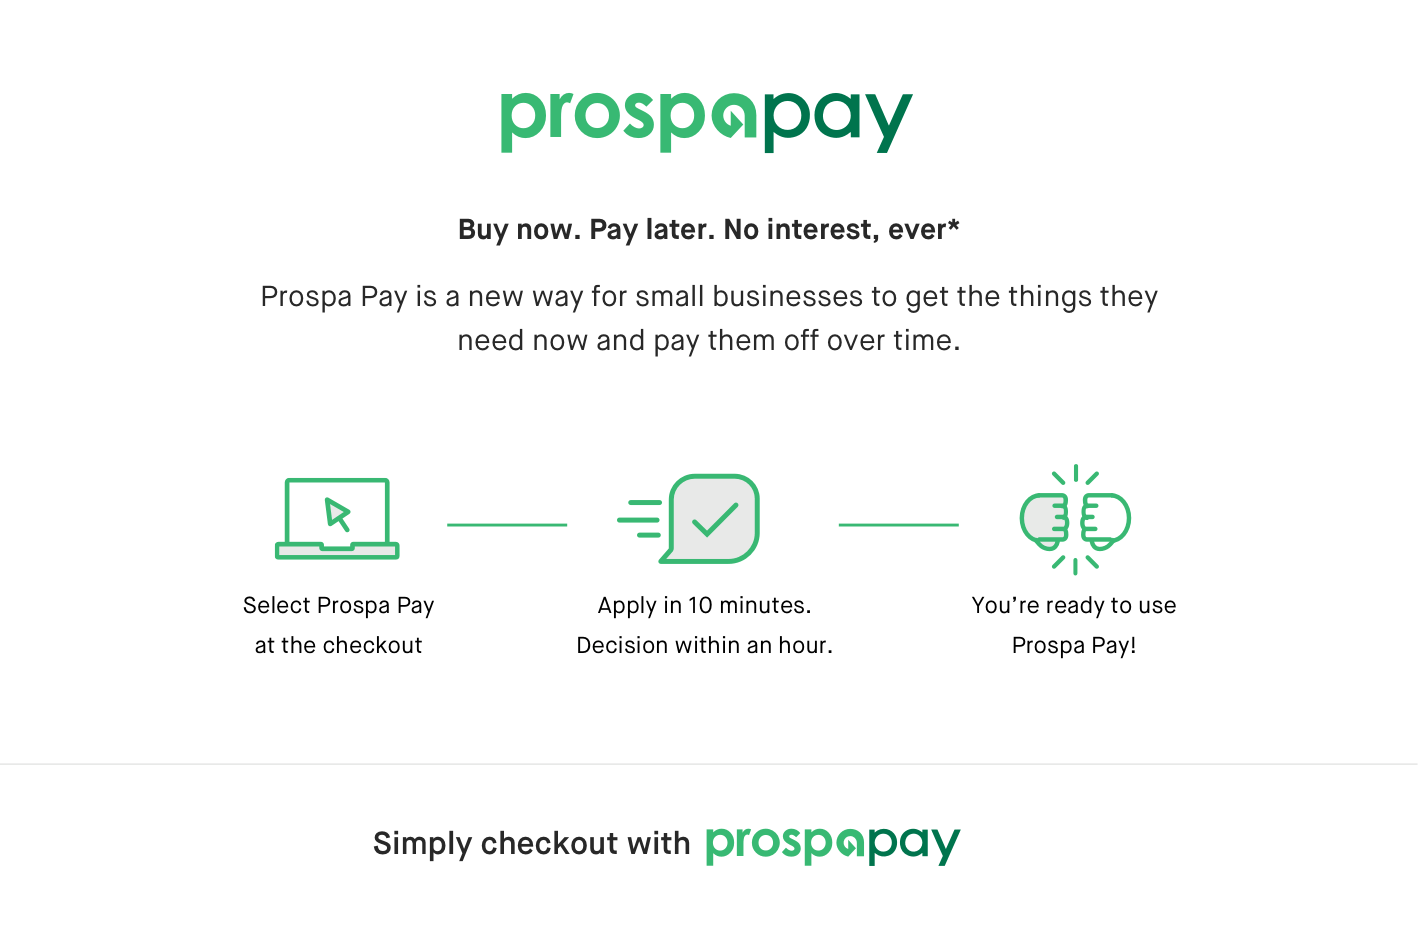 prospapay
Buy now. Pay later. No interest, ever*
Prospa Pay is a new way for small businesses to get the things they
need now and pay them off over time.
Select Prospa Pay
at the checkout
Apply in 10 minutes.
Decision within an hour.
You’re ready to use
Prospa Pay!
Simply checkout with prospapay